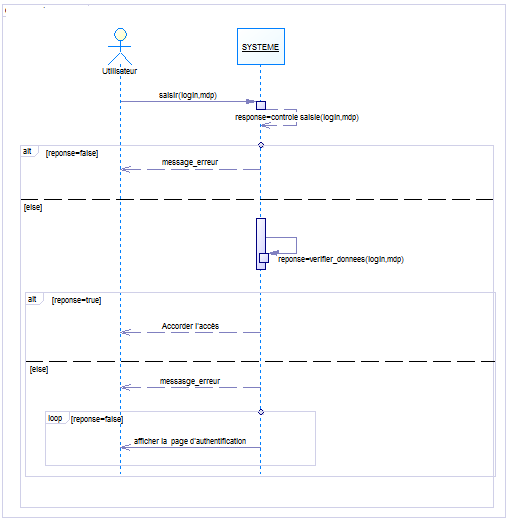 Utilisateur
SYSTEME
saisir(login,mdp)
response=controle saisie(login,mdp)
alt
[reponse=false]
message_erreur
[else]
reponse=verifier_donnees(login,mdp)
alt
[reponse=true]
Accorder l'accès
[else]
messasge_erreur
loop
[reponse=false]
afficher la page d'authentification